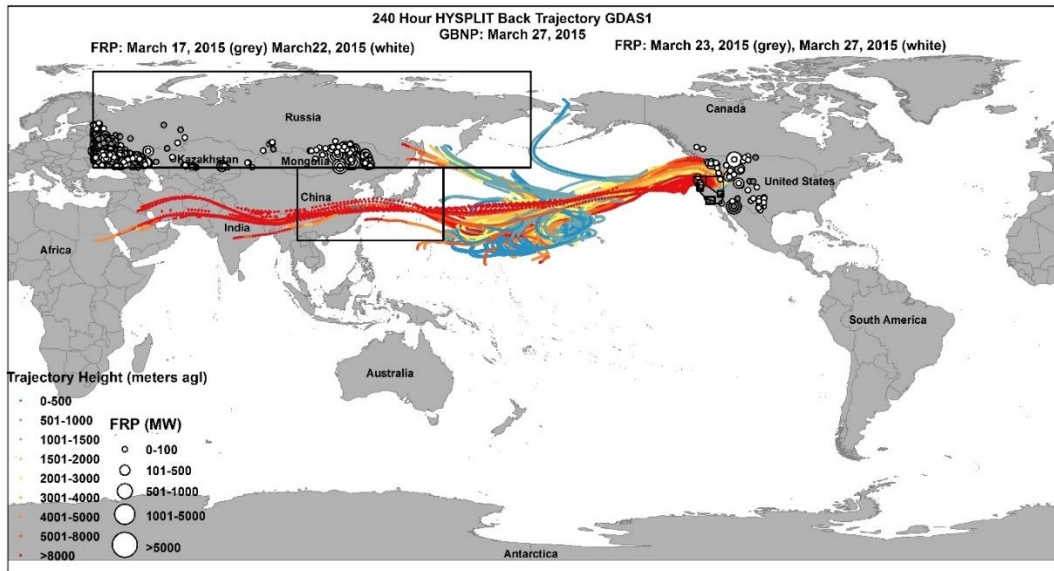 240 Hour HYSPLIT Back Trajectory GDAS1
GBNP: March 27, 2015
FRP: March 17, 2015 (grey) March22, 2015 (white)
FRP: March 23, 2015 (grey), March 27, 2015 (white)
Canada
Russia
Kazakhstan
Mongolia
United States
China
India
Africa
South America
Australia
Trajectory Height (meters agl)
0-500
501-1000
1001-1500
1501-2000
2001-3000
3001-4000
4001-5000
5001-8000
>8000
FRP (MW)
0-100
101-500
501-1000
1001-5000
>5000
Antarctica